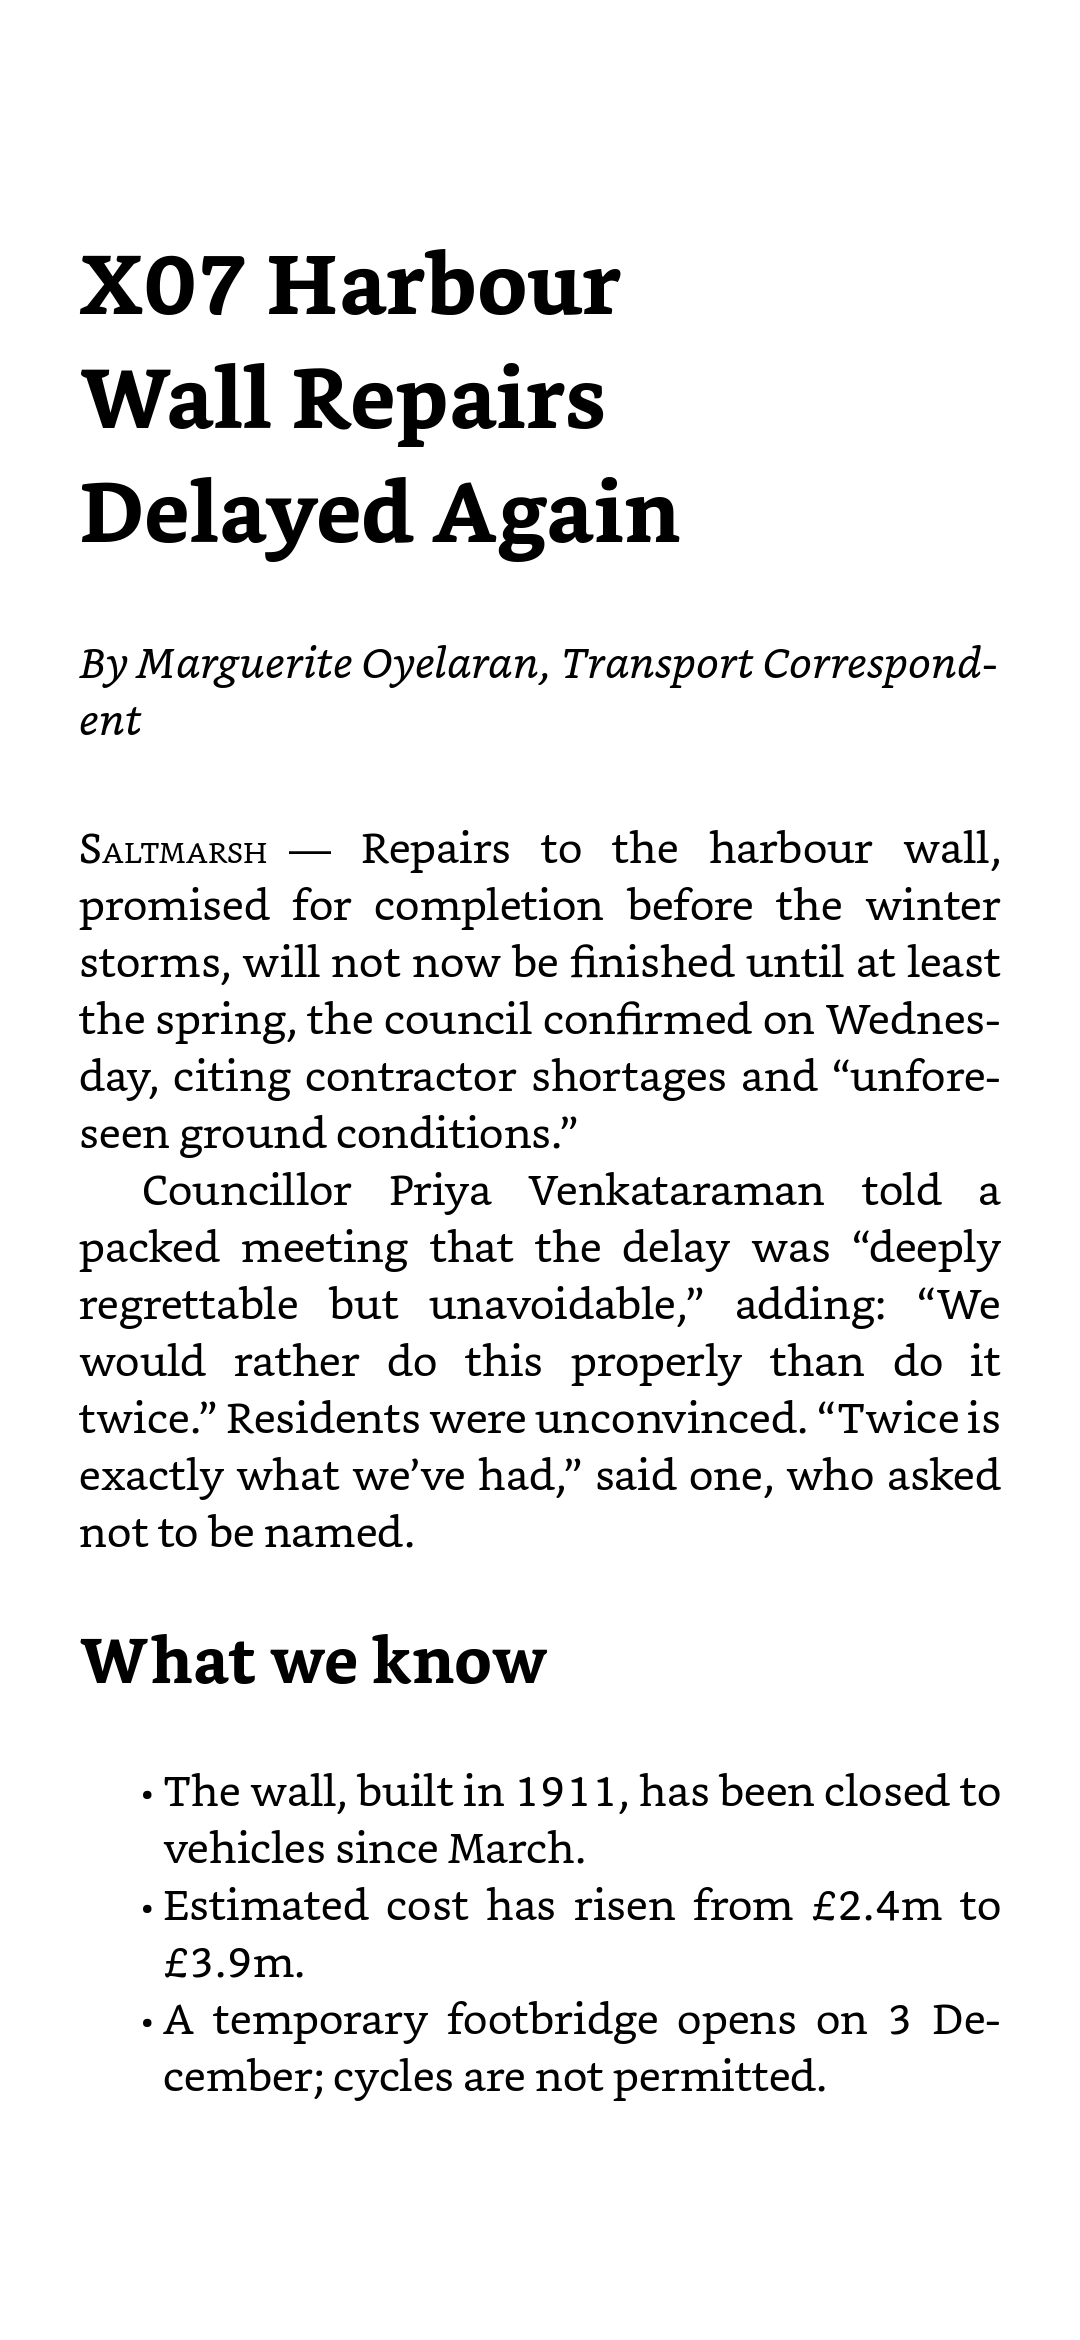 X07 Harbour
Wall Repairs
Delayed Again
By Marguerite Oyelaran, Transport Correspond-
ent
Saltmarsh — Repairs to the harbour wall,
promised for completion before the winter
storms, will not now be finished until at least
the spring, the council confirmed on Wednes-
day, citing contractor shortages and “unfore-
seen ground conditions.”
Councillor Priya Venkataraman told a
packed meeting that the delay was “deeply
regrettable but unavoidable,” adding: “We
would rather do this properly than do it
twice.” Residents were unconvinced. “Twice is
exactly what we’ve had,” said one, who asked
not to be named.
What we know
• The wall, built in 1911, has been closed to
vehicles since March.
• Estimated cost has risen from £2.4m to
£3.9m.
• A temporary footbridge opens on 3 De-
cember; cycles are not permitted.